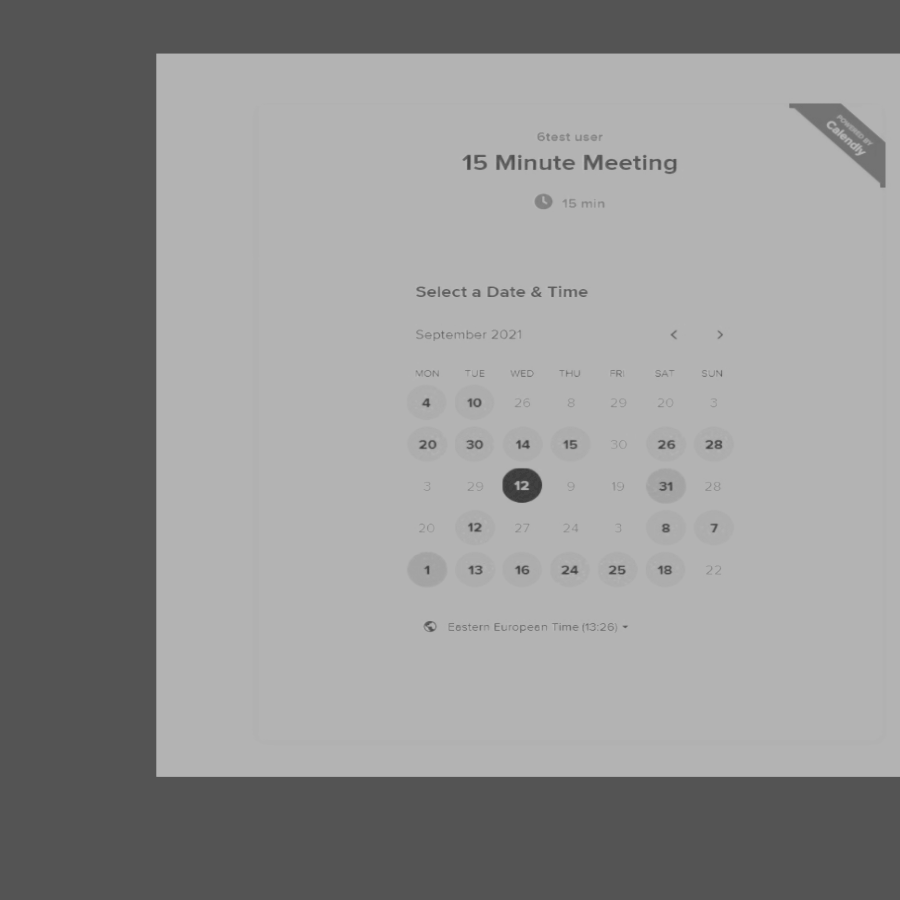 POWERED BY
Calendly
6test user
15 Minute Meeting
15 min
Select a Date & Time
September 2021
MON TUE WED THU FRI SAT SUN
4 10 26 8 29 20 3
20 30 14 15 30 26 28
3 29 12 9 19 31 28
20 12 27 24 3 8 7
1 13 16 24 25 18 22
Eastern European Time (13:26)